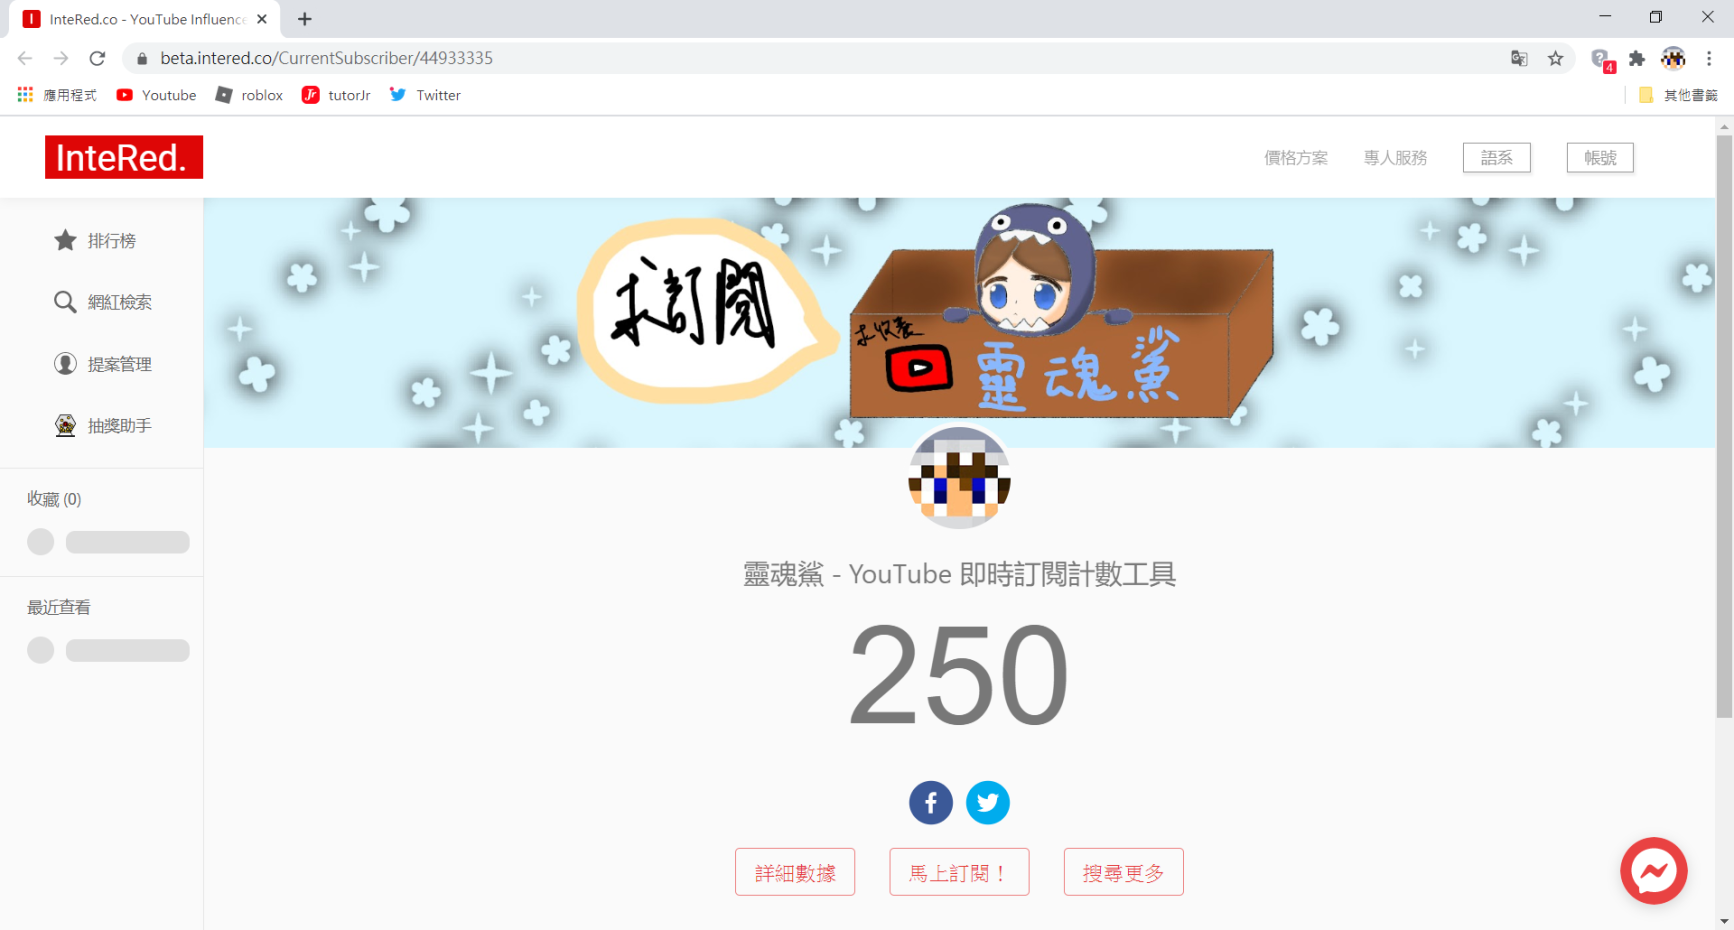 InteRed.co - YouTube Influence
beta.intered.co/CurrentSubscriber/44933335
4
應用程式
Youtube
roblox
Jr
tutorJr
Twitter
其他書籤
InteRed.
價格方案
專人服務
語系
帳號
排行榜
網紅檢索
提案管理
抽獎助手
收藏 (0)
最近查看
求訂閱
求收養
靈魂鯊
靈魂鯊 - YouTube 即時訂閱計數工具
250
詳細數據
馬上訂閱！
搜尋更多